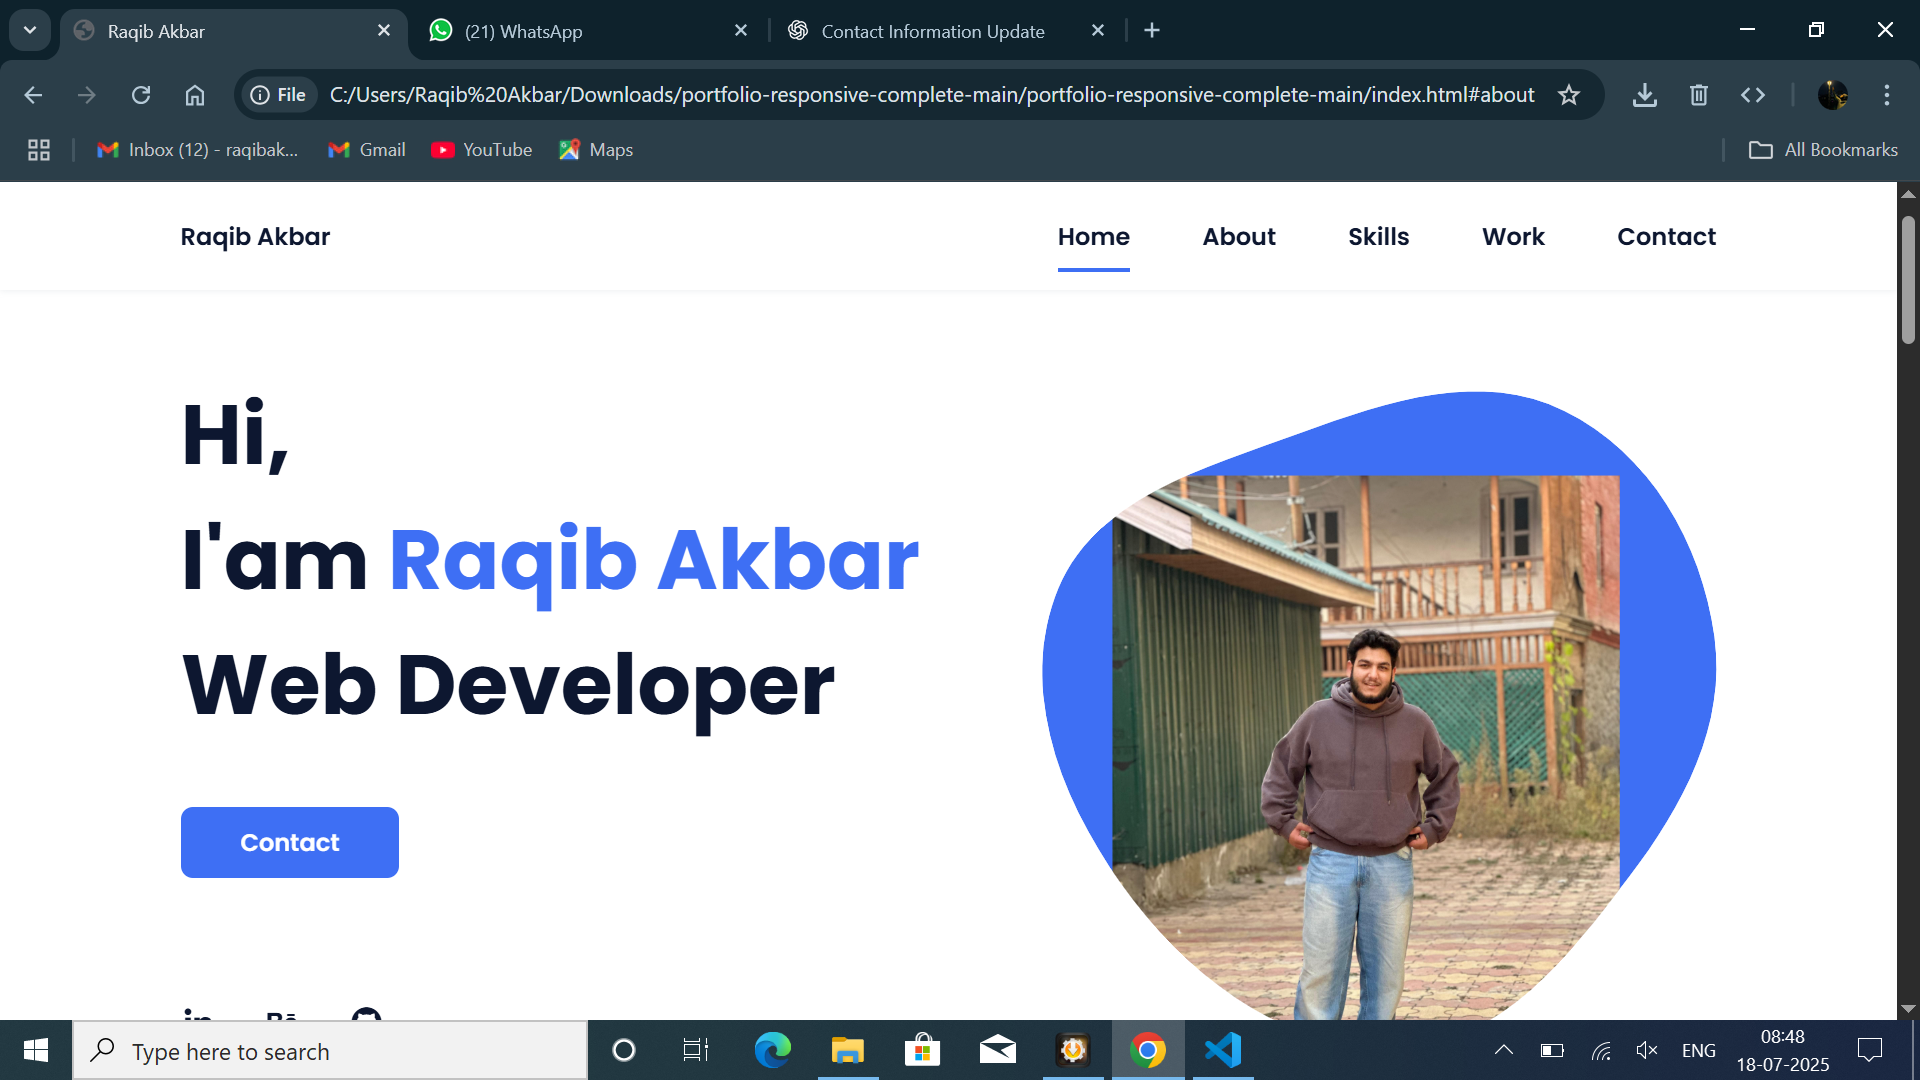 Raqib Akbar
(21) WhatsApp
Contact Information Update
File
C:/Users/Raqib%20Akbar/Downloads/portfolio-responsive-complete-main/portfolio-responsive-complete-main/index.html#about
Inbox (12) - raqibak...
Gmail
YouTube
Maps
All Bookmarks
Raqib Akbar
Home
About
Skills
Work
Contact
Hi,
I'am Raqib Akbar
Web Developer
Contact
Type here to search
ENG
08:48
18-07-2025